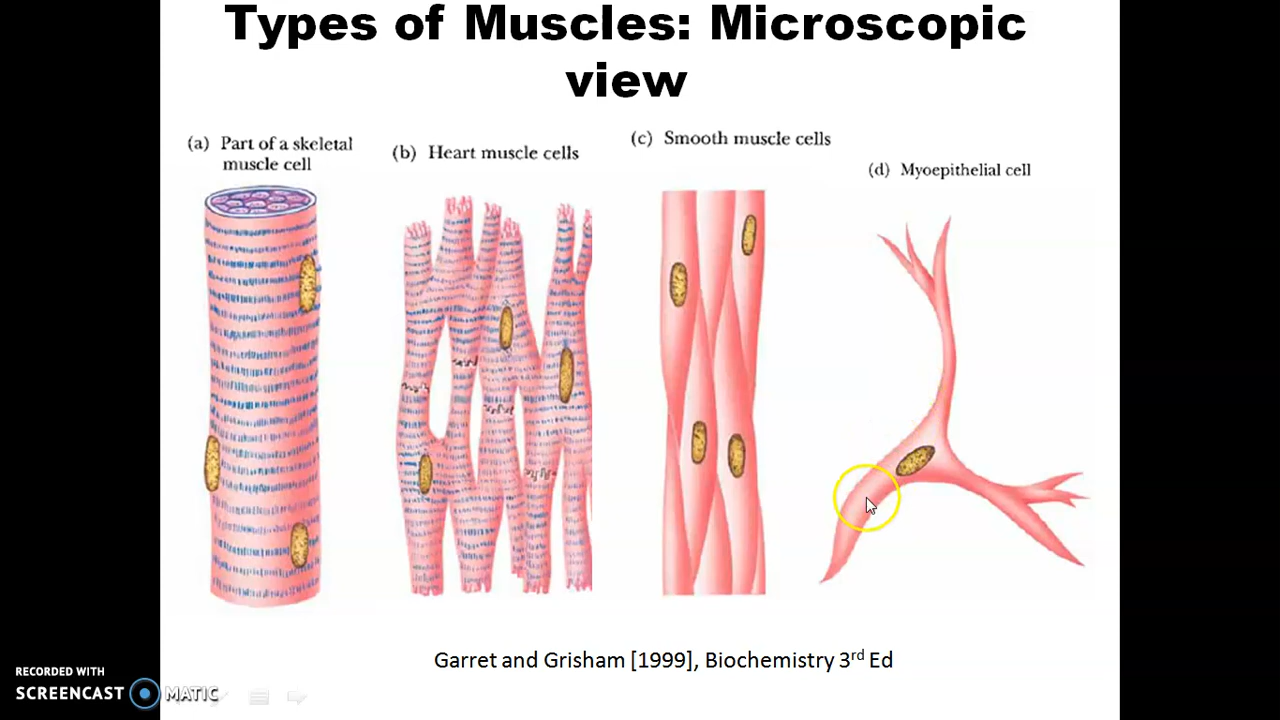 Types of Muscles: Microscopic
view
(a) Part of a skeletal
muscle cell
(b) Heart muscle cells
(c) Smooth muscle cells
(d) Myoepithelial cell
Garret and Grisham [1999], Biochemistry 3rd Ed
RECORDED WITH
SCREENCAST MATIC